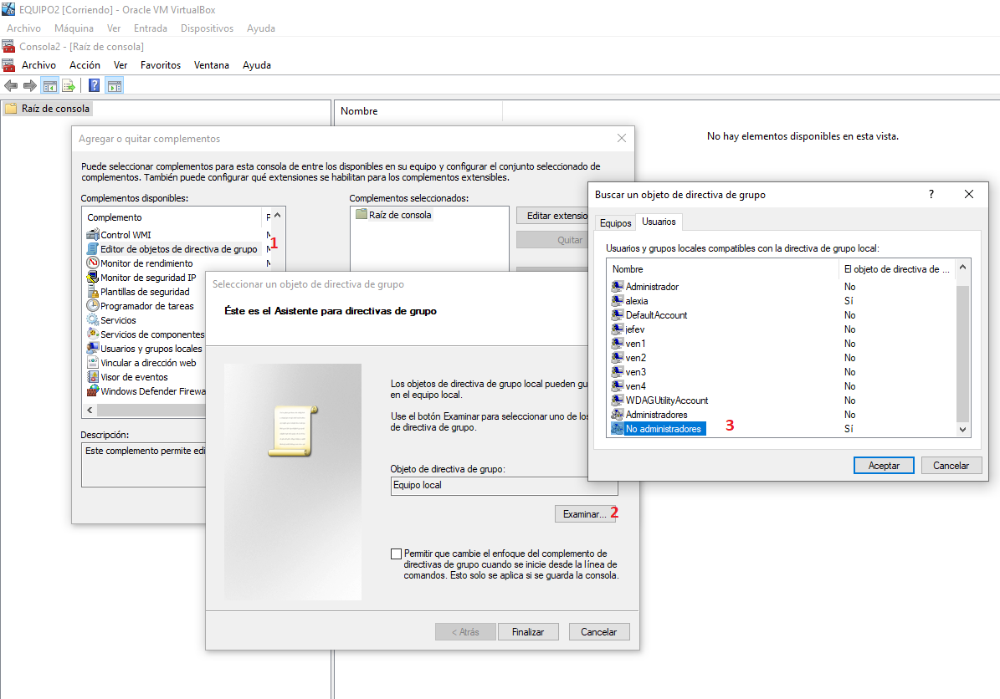 EQUIPO2 [Corriendo] - Oracle VM VirtualBox
Archivo Máquina Ver Entrada Dispositivos Ayuda
Consola2 - [Raíz de consola]
Archivo Acción Ver Favoritos Ventana Ayuda
Raíz de consola
Nombre
No hay elementos disponibles en esta vista.
Agregar o quitar complementos
Puede seleccionar complementos para esta consola de entre los disponibles en su equipo y configurar el conjunto seleccionado de
complementos. También puede configurar qué extensiones se habilitan para los complementos extensibles.
Complementos disponibles:
Complemento
Control WMI
Editor de objetos de directiva de grupo
1
Monitor de rendimiento
Monitor de seguridad IP
Plantillas de seguridad
Programador de tareas
Servicios
Servicios de componentes
Usuarios y grupos locales
Vincular a dirección web
Visor de eventos
Windows Defender Firewa
Descripción:
Este complemento permite edi
Complementos seleccionados:
Raíz de consola
Editar extensio
Quitar
Seleccionar un objeto de directiva de grupo
Éste es el Asistente para directivas de grupo
Los objetos de directiva de grupo local pueden gu
en el equipo local.
Use el botón Examinar para seleccionar uno de los
de directiva de grupo.
Objeto de directiva de grupo:
Equipo local
Examinar... 2
Permitir que cambie el enfoque del complemento de
directivas de grupo cuando se inicie desde la línea de
comandos. Esto solo se aplica si se guarda la consola.
< Atrás Finalizar Cancelar
Buscar un objeto de directiva de grupo
Equipos Usuarios
Usuarios y grupos locales compatibles con la directiva de grupo local:
Nombre El objeto de directiva de ...
Administrador No
alexia Sí
DefaultAccount No
jefev No
ven1 No
ven2 No
ven3 No
ven4 No
WDAGUtilityAccount No
Administradores No
No administradores 3 Sí
Aceptar Cancelar